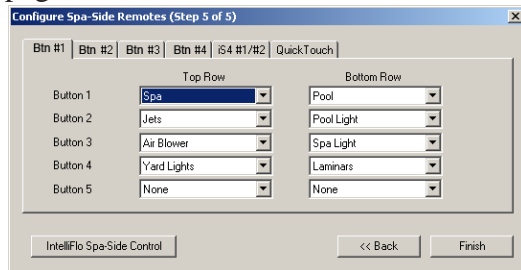 Configure Spa-Side Remotes (Step 5 of 5)
Btn #1 Btn #2 Btn #3 Btn #4 iS4 #1/#2 QuickTouch
Top Row Bottom Row
Button 1 Spa Pool
Button 2 Jets Pool Light
Button 3 Air Blower Spa Light
Button 4 Yard Lights Laminars
Button 5 None None
IntelliFlo Spa-Side Control << Back Finish